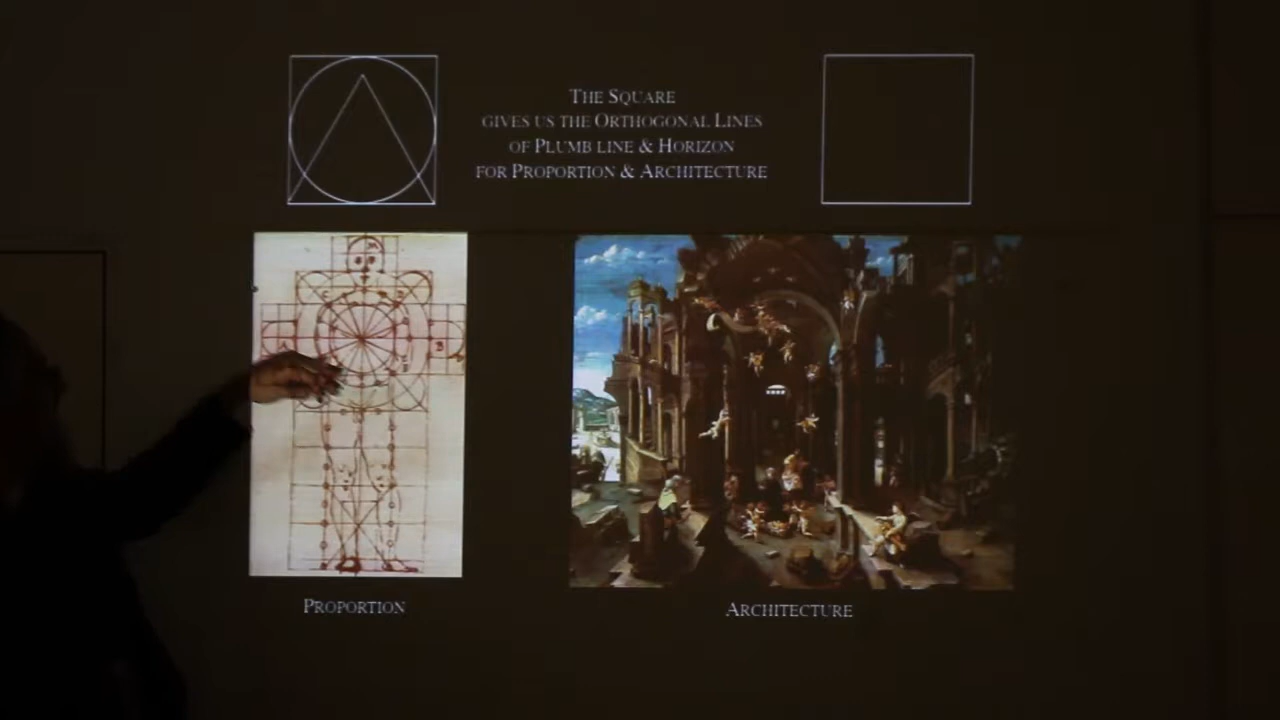 THE SQUARE
GIVES US THE ORTHOGONAL LINES
OF PLUMB LINE & HORIZON
FOR PROPORTION & ARCHITECTURE
PROPORTION
ARCHITECTURE